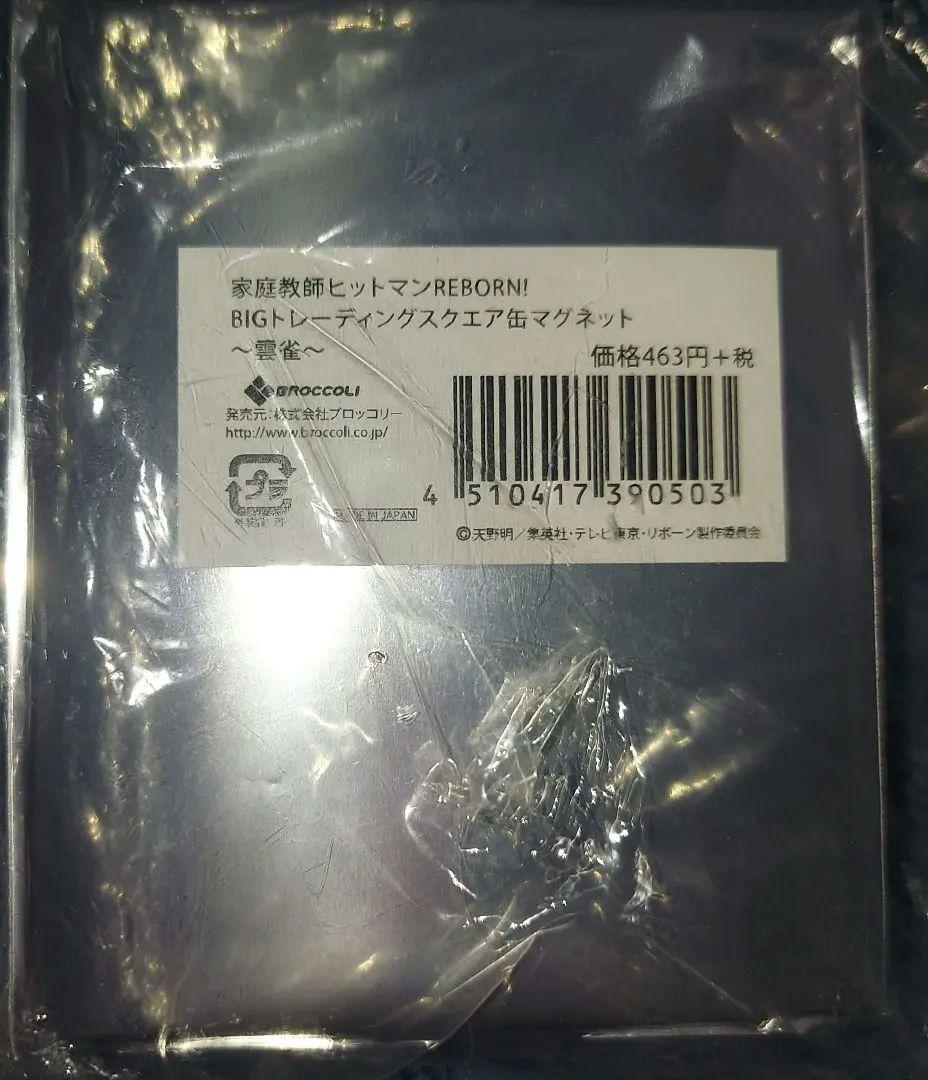 家庭教師ヒットマンREBORN!
BIGトレーディングスクエア缶マグネット
～雲雀～
価格463円+税
BROCCOLI
発売元:株式会社ブロッコリー
http://www.broccoli.co.jp/
プラ
4 510417 390503
MADE IN JAPAN
©天野明／集英社・テレビ東京・リボーン製作委員会